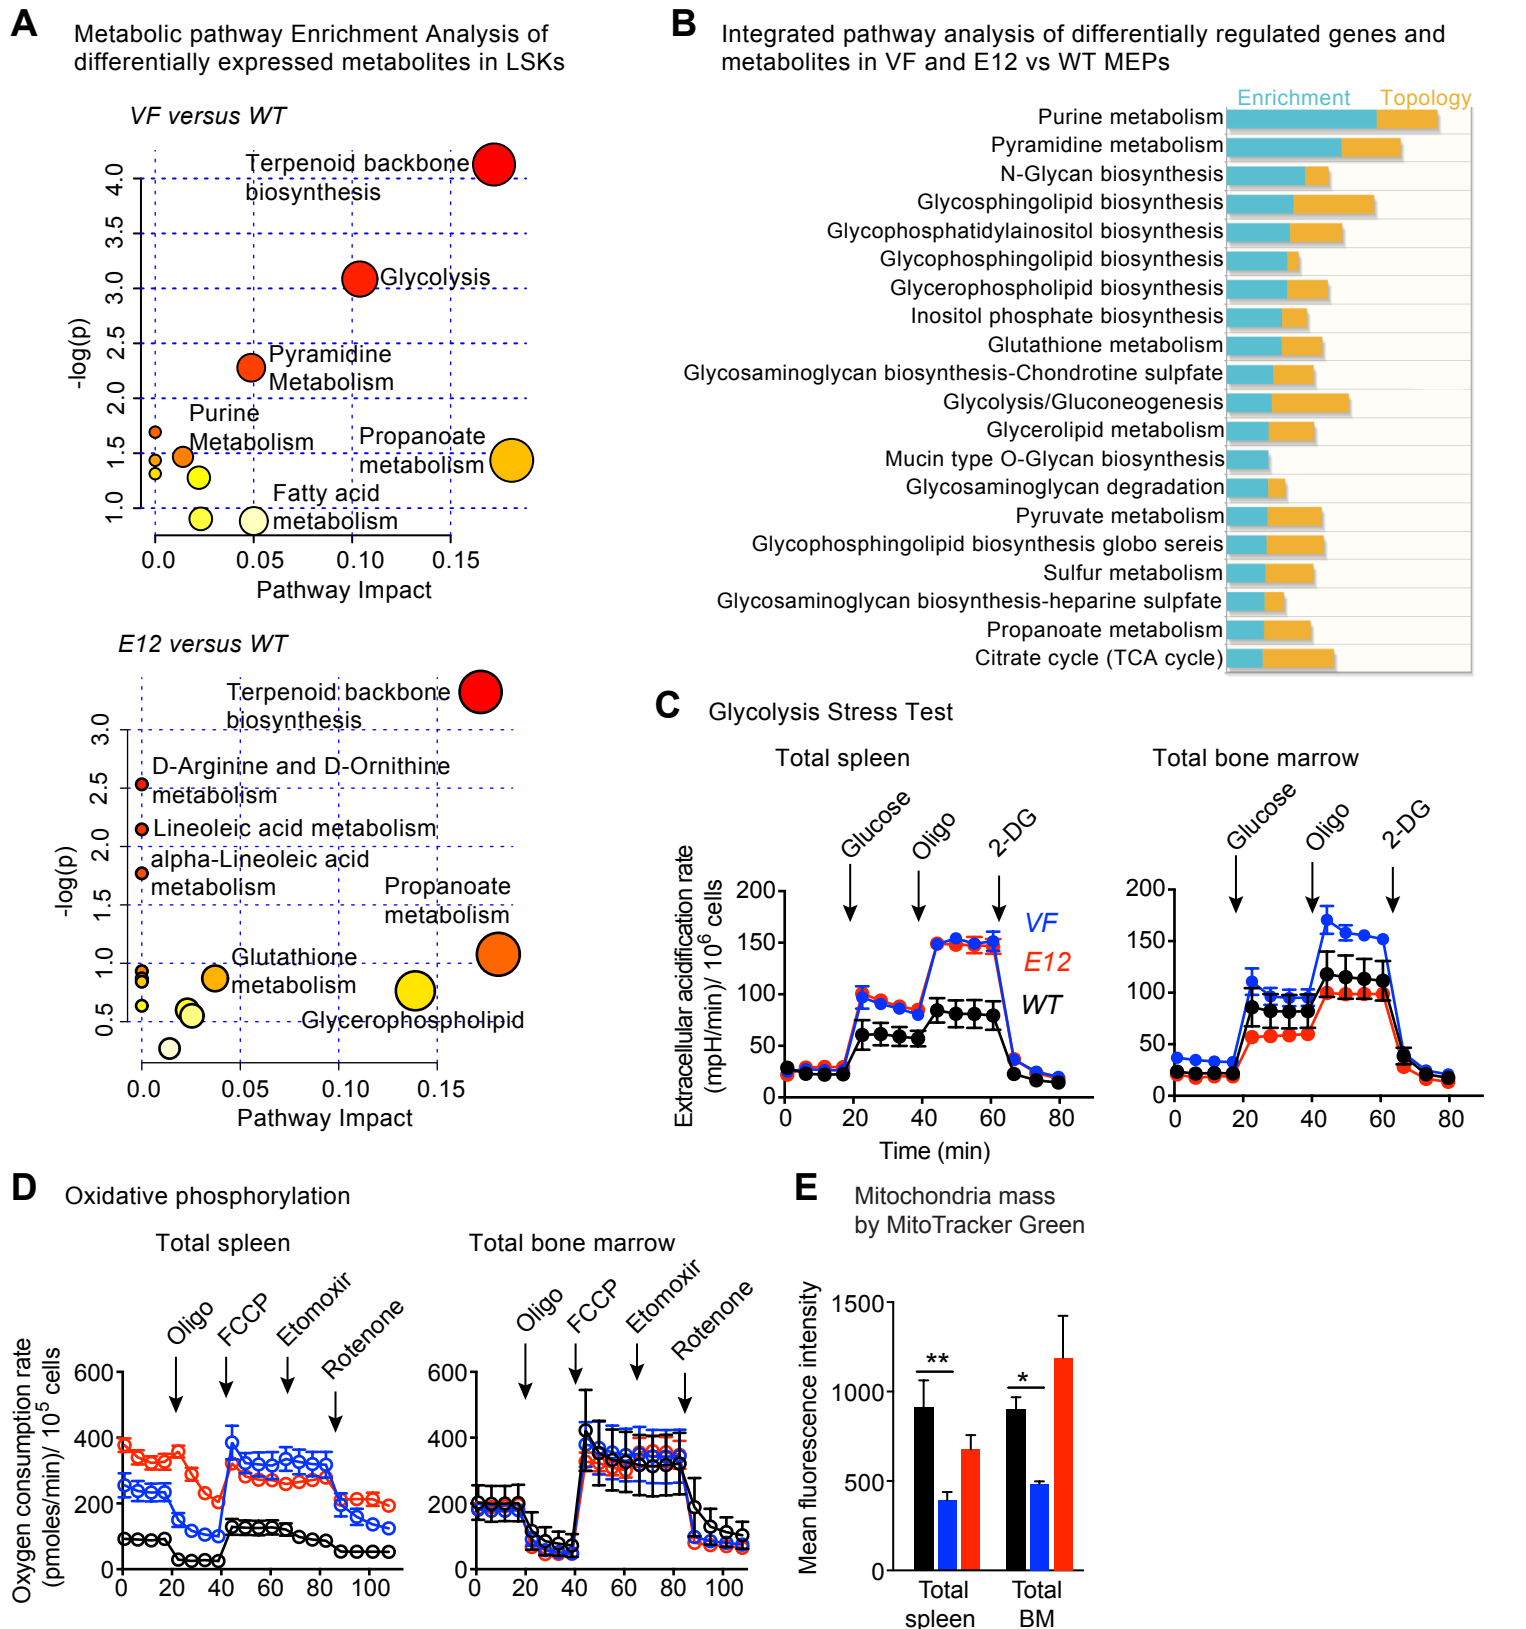 A
Metabolic pathway Enrichment Analysis of
differentially expressed metabolites in LSKs
VF versus WT
Terpenoid backbone
biosynthesis
Glycolysis
Pyramidine
Metabolism
Purine
Metabolism
Propanoate
metabolism
Fatty acid
metabolism
-log(p)
4.0
3.5
3.0
2.5
2.0
1.5
1.0
0.0 0.05 0.10 0.15
Pathway Impact
E12 versus WT
Terpenoid backbone
biosynthesis
D-Arginine and D-Ornithine
metabolism
Lineoleic acid metabolism
alpha-Lineoleic acid
metabolism
Propanoate
metabolism
Glutathione
metabolism
Glycerophospholipid
-log(p)
3.0
2.5
2.0
1.5
1.0
0.5
0.0 0.05 0.10 0.15
Pathway Impact
B
Integrated pathway analysis of differentially regulated genes and
metabolites in VF and E12 vs WT MEPs
Enrichment Topology
Purine metabolism
Pyramidine metabolism
N-Glycan biosynthesis
Glycosphingolipid biosynthesis
Glycophosphatidylainositol biosynthesis
Glycophosphingolipid biosynthesis
Glycerophospholipid biosynthesis
Inositol phosphate biosynthesis
Glutathione metabolism
Glycosaminoglycan biosynthesis-Chondrotine sulpfate
Glycolysis/Gluconeogenesis
Glycerolipid metabolism
Mucin type O-Glycan biosynthesis
Glycosaminoglycan degradation
Pyruvate metabolism
Glycophosphingolipid biosynthesis globo sereis
Sulfur metabolism
Glycosaminoglycan biosynthesis-heparine sulpfate
Propanoate metabolism
Citrate cycle (TCA cycle)
C
Glycolysis Stress Test
Total spleen
Glucose
Oligo
2-DG
VF
E12
WT
Extracellular acidification rate
(mpH/min)/ 10^6 cells
200
150
100
50
0
0 20 40 60 80
Time (min)
Total bone marrow
Glucose
Oligo
2-DG
200
150
100
50
0
0 20 40 60 80
D
Oxidative phosphorylation
Total spleen
Oligo
FCCP
Etomoxir
Rotenone
Oxygen consumption rate
(pmoles/min)/ 10^5 cells
600
400
200
0
0 20 40 60 80 100
Total bone marrow
Oligo
FCCP
Etomoxir
Rotenone
600
400
200
0
0 20 40 60 80 100
E
Mitochondria mass
by MitoTracker Green
Mean fluorescence intensity
1500
1000
500
0
**
*
Total
spleen
Total
BM